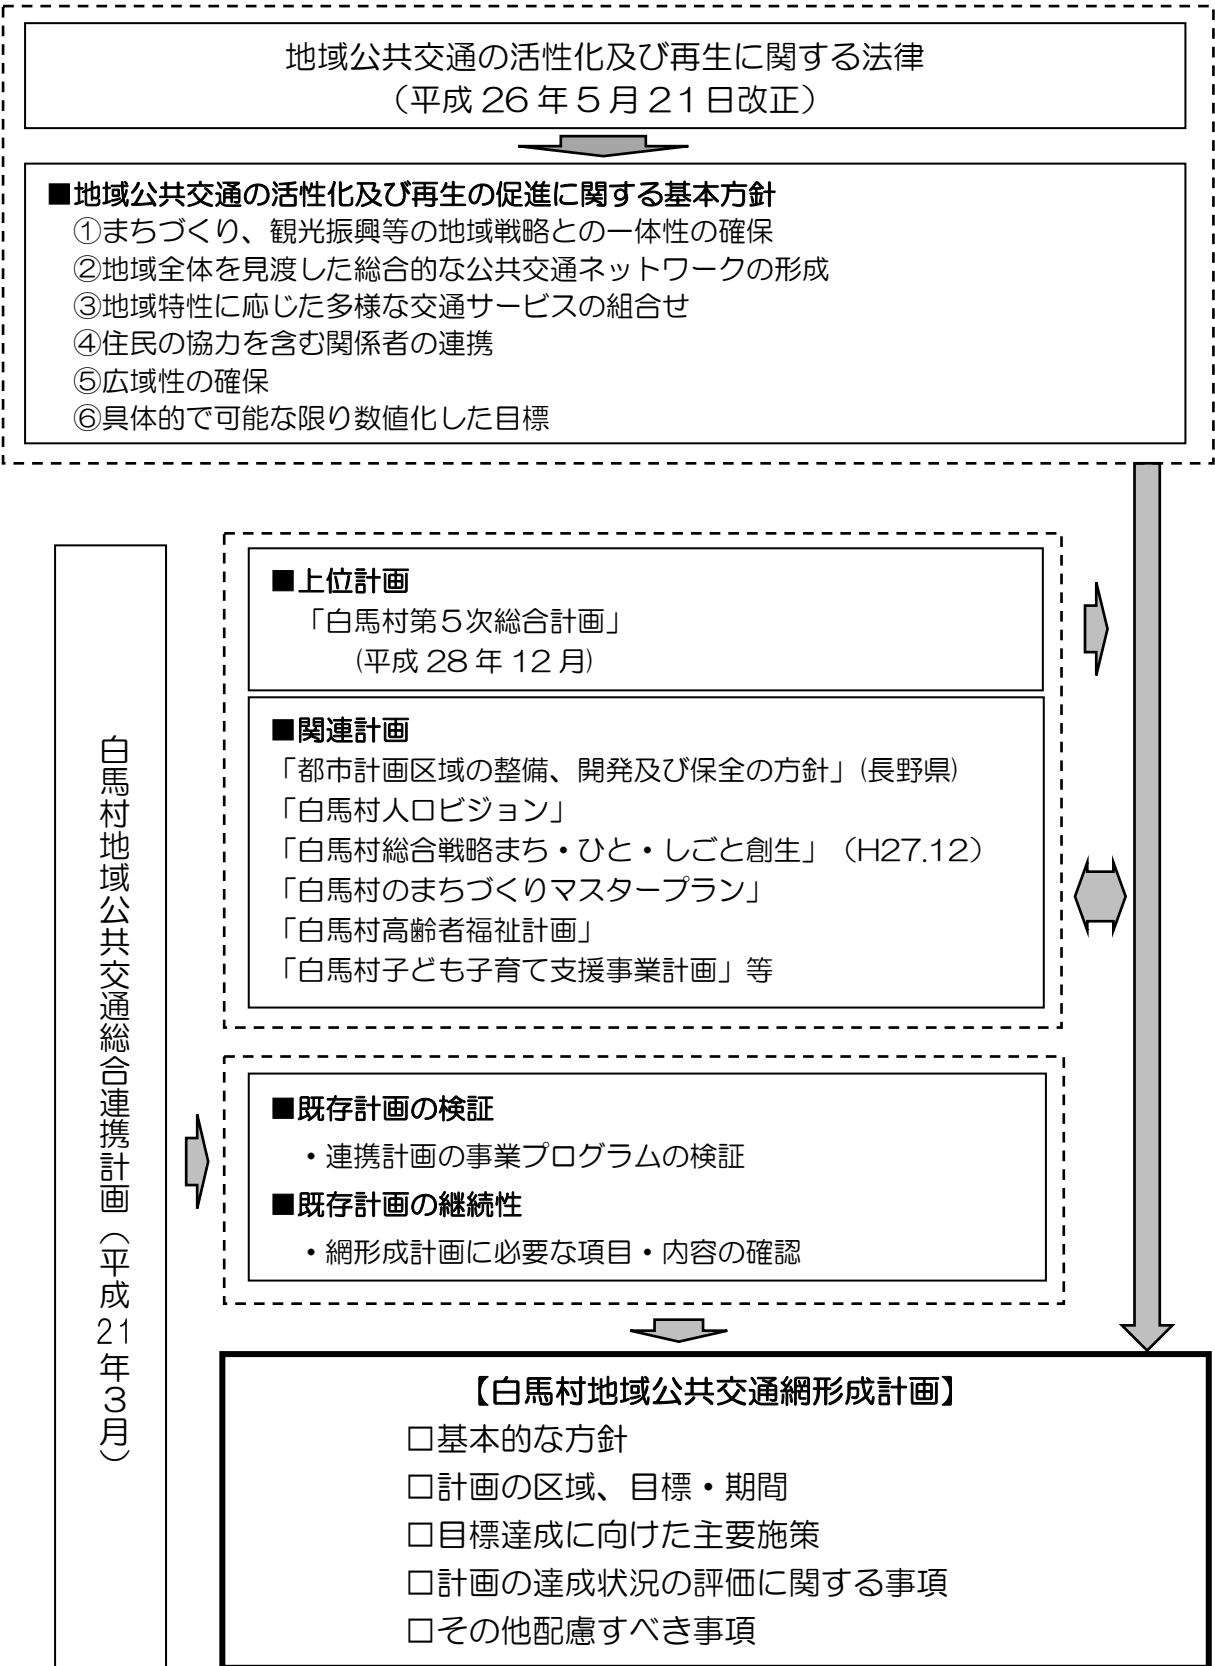 地域公共交通の活性化及び再生に関する法律
（平成26年５月２１日改正）
■地域公共交通の活性化及び再生の促進に関する基本方針
①まちづくり、観光振興等の地域戦略との一体性の確保
②地域全体を見渡した総合的な公共交通ネットワークの形成
③地域特性に応じた多様な交通サービスの組合せ
④住民の協力を含む関係者の連携
⑤広域性の確保
⑥具体的で可能な限り数値化した目標
白馬村地域公共交通総合連携計画（平成21年３月）
■上位計画
「白馬村第５次総合計画」
(平成28年12月)
■関連計画
「都市計画区域の整備、開発及び保全の方針」(長野県)
「白馬村人口ビジョン」
「白馬村総合戦略まち・ひと・しごと創生」（H27.12）
「白馬村のまちづくりマスタープラン」
「白馬村高齢者福祉計画」
「白馬村子ども子育て支援事業計画」等
■既存計画の検証
・連携計画の事業プログラムの検証
■既存計画の継続性
・網形成計画に必要な項目・内容の確認
【白馬村地域公共交通網形成計画】
□基本的な方針
□計画の区域、目標・期間
□目標達成に向けた主要施策
□計画の達成状況の評価に関する事項
□その他配慮すべき事項